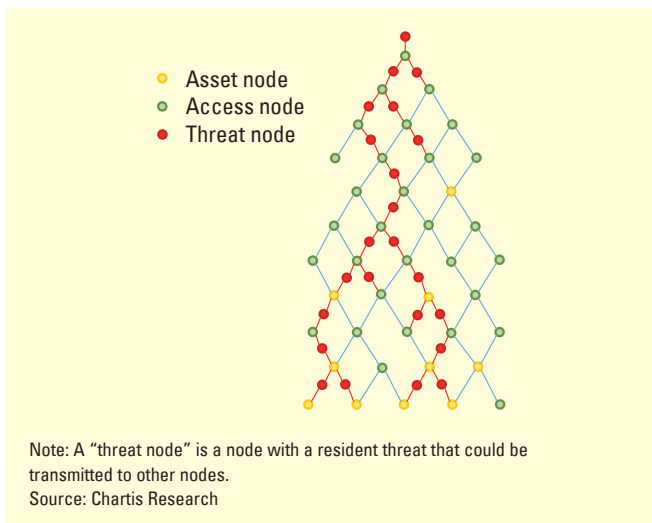 Asset node
Access node
Threat node
Note: A “threat node” is a node with a resident threat that could be
transmitted to other nodes.
Source: Chartis Research